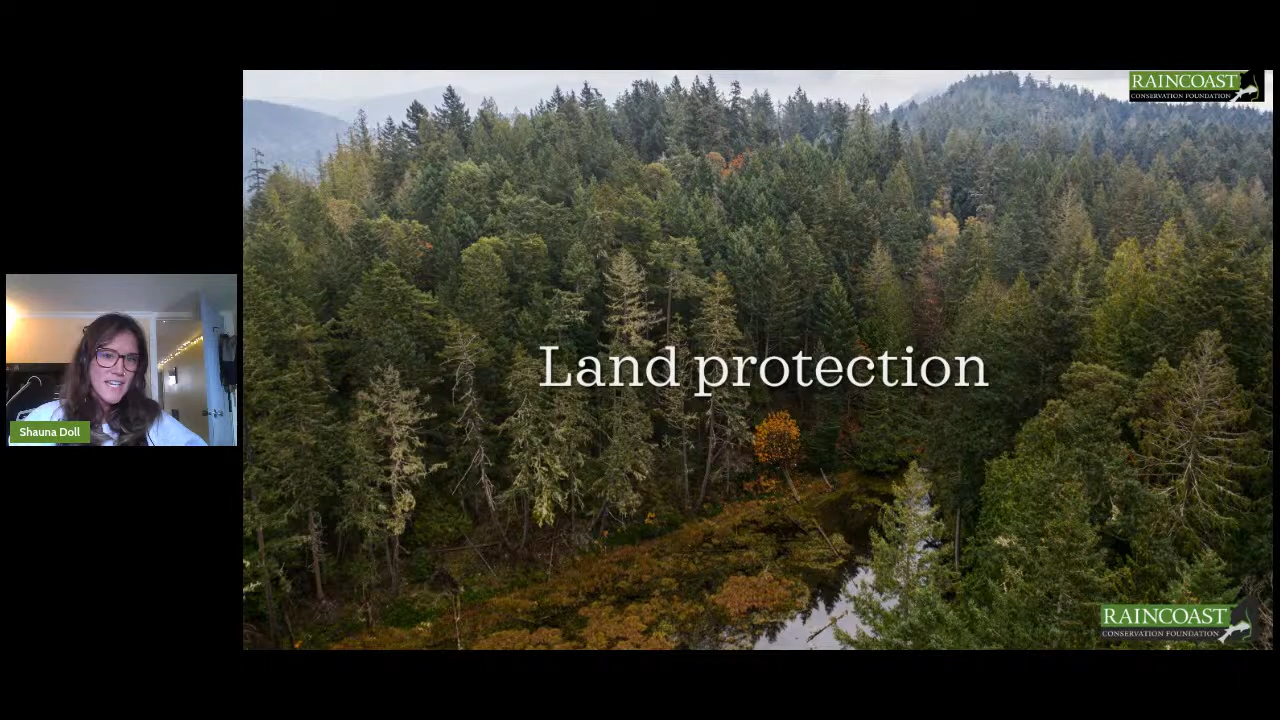 RAINCOAST
CONSERVATION FOUNDATION
Land protection
Shauna Doll
RAINCOAST
CONSERVATION FOUNDATION